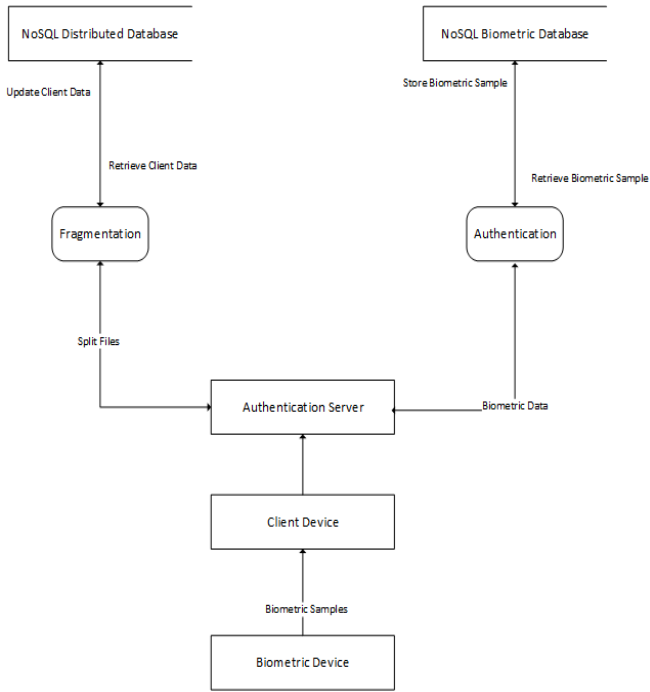 NoSQL Distributed Database
NoSQL Biometric Database
Update Client Data
Store Biometric Sample
Retrieve Client Data
Retrieve Biometric Sample
Fragmentation
Authentication
Split Files
Authentication Server
Biometric Data
Client Device
Biometric Samples
Biometric Device